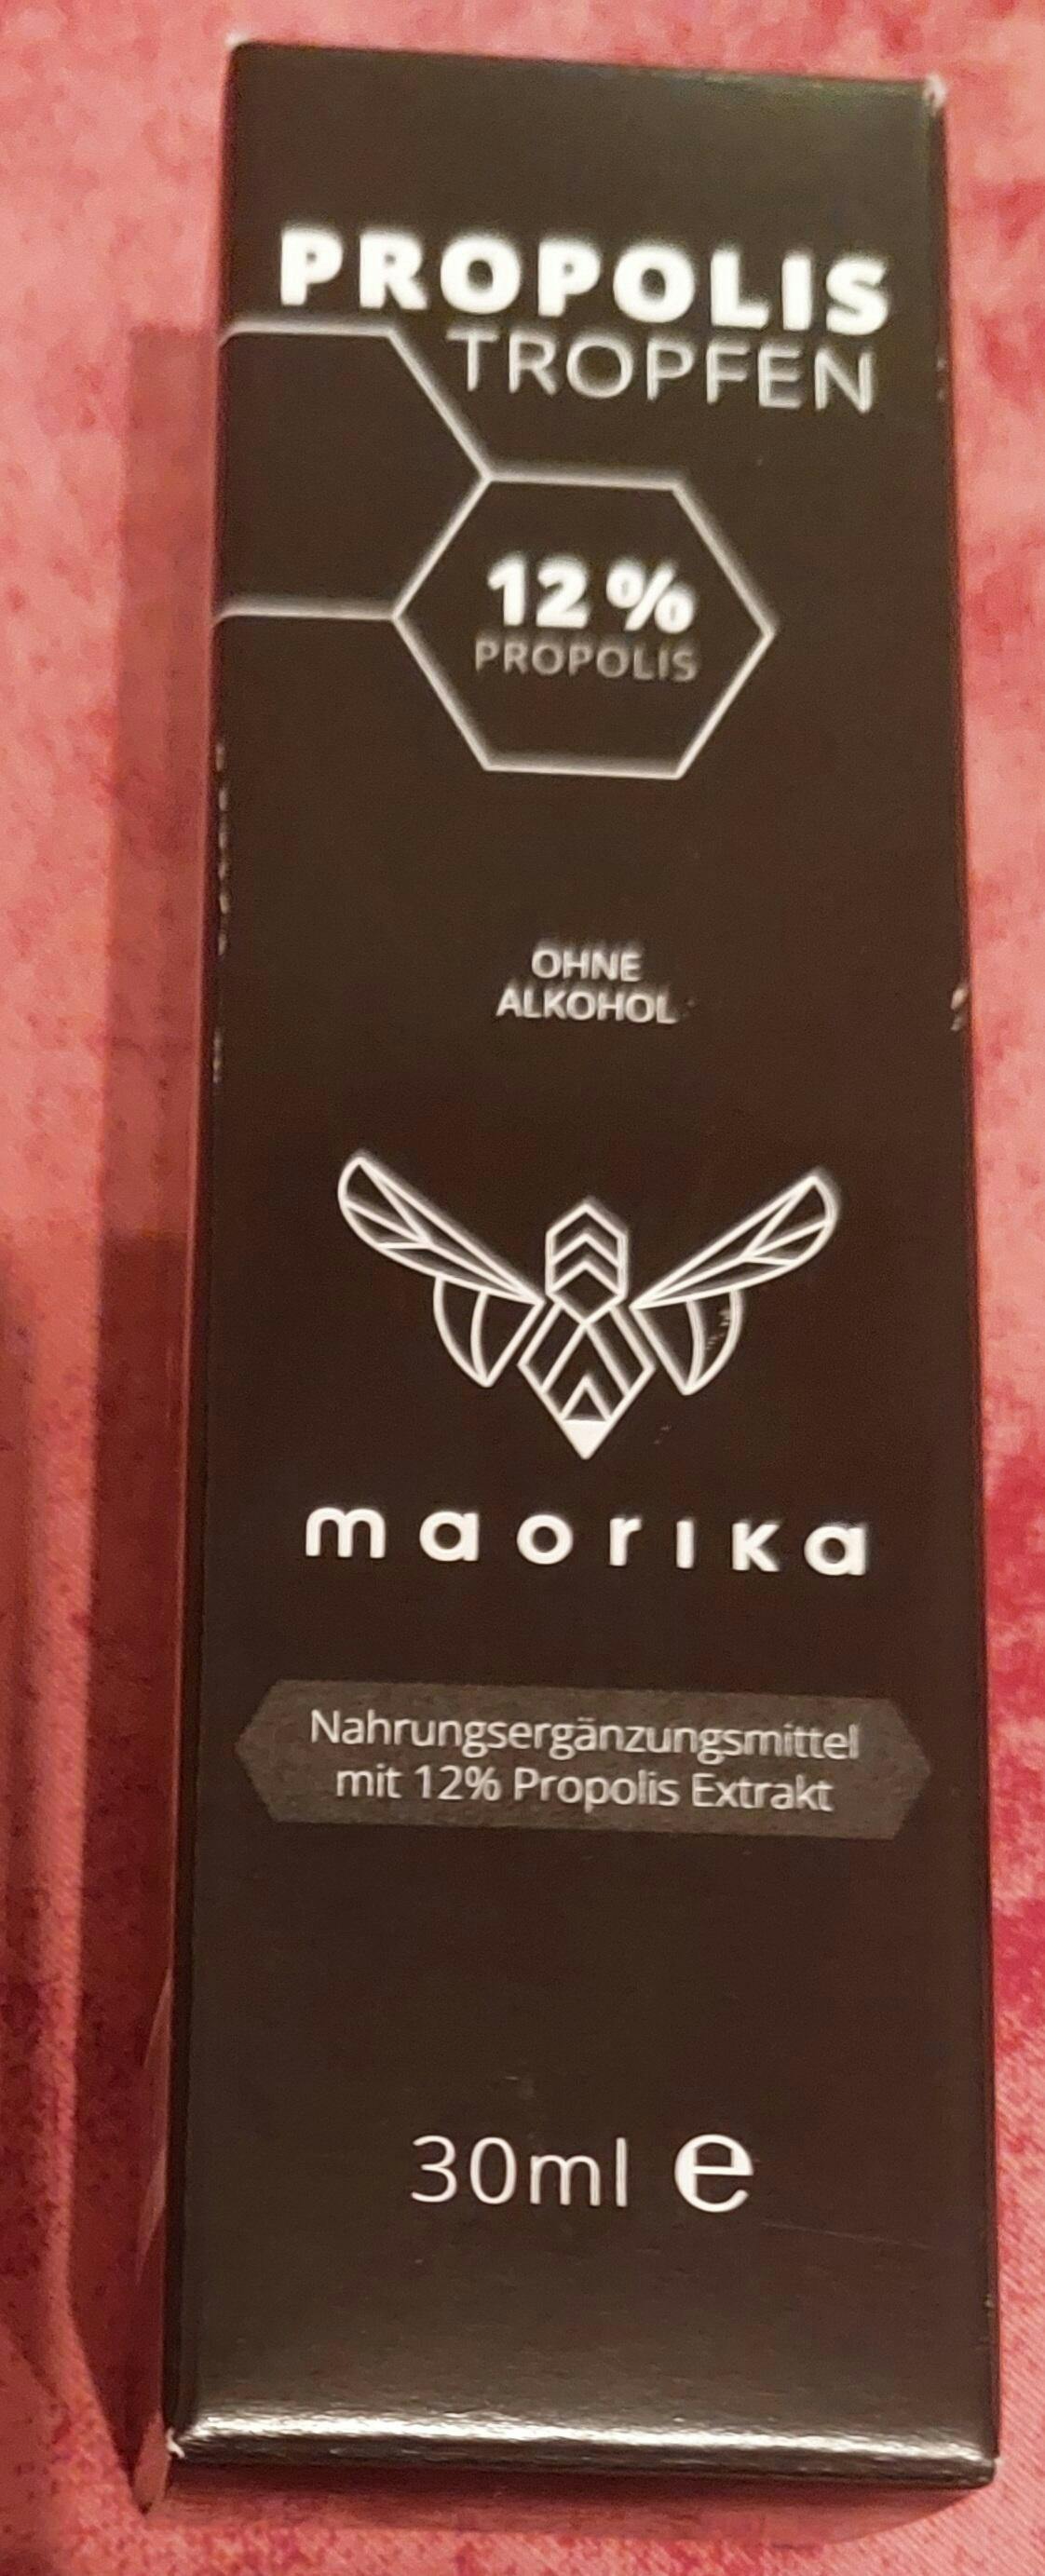 PROPOLIS
TROPFEN
12 %
PROPOLIS
OHNE
ALKOHOL
maorika
Nahrungsergänzungsmittel
mit 12% Propolis Extrakt
30ml e